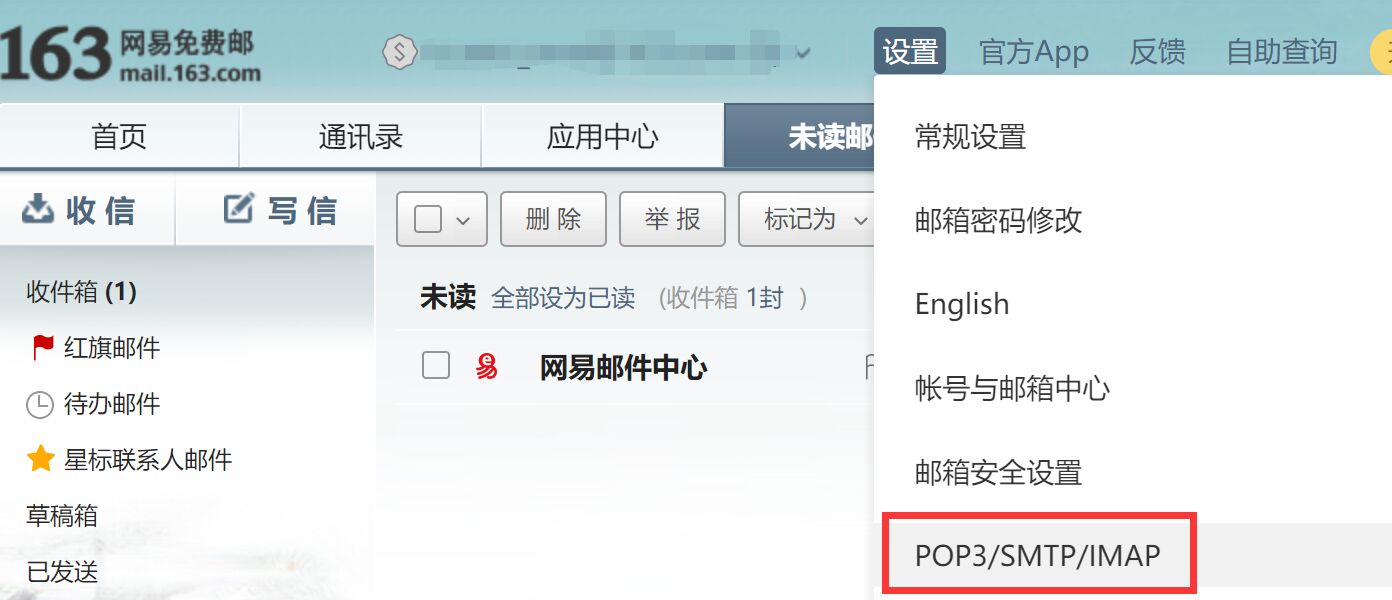 163 网易免费邮
mail.163.com
设置 官方App 反馈 自助查询
首页 通讯录 应用中心 未读邮
常规设置
收信 写信
删除 举报 标记为
邮箱密码修改
收件箱 (1)
未读 全部设为已读 (收件箱 1封 )
English
红旗邮件
网易邮件中心
帐号与邮箱中心
待办邮件
星标联系人邮件
邮箱安全设置
草稿箱
POP3/SMTP/IMAP
已发送